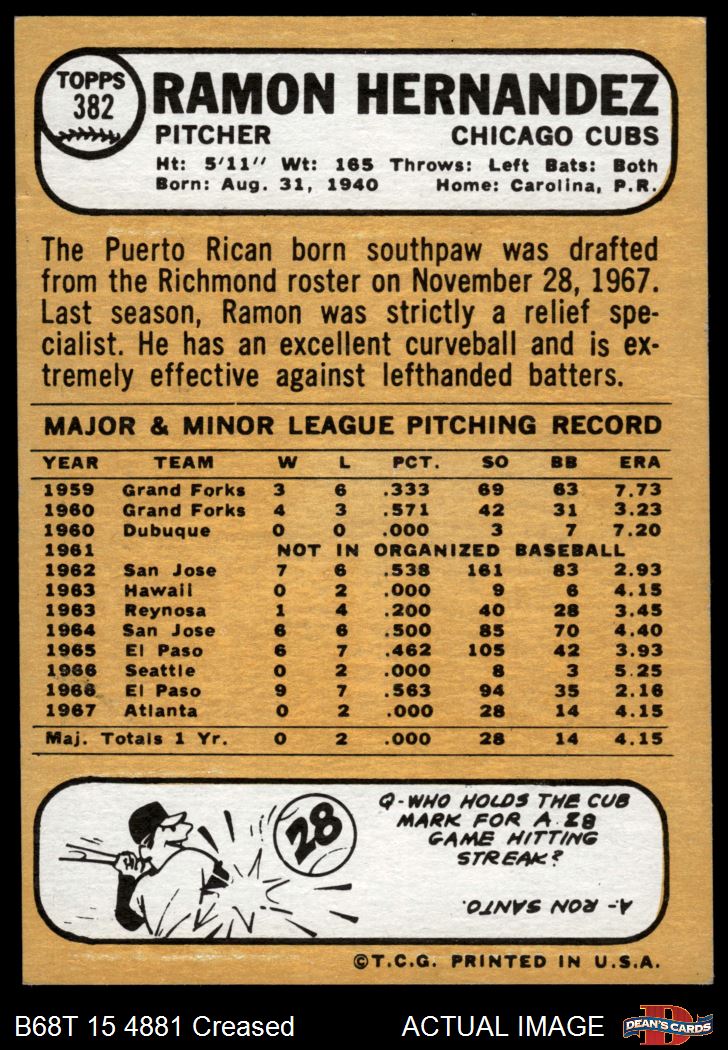 TOPPS
382
RAMON HERNANDEZ
PITCHER CHICAGO CUBS
Ht: 5'11" Wt: 165 Throws: Left Bats: Both
Born: Aug. 31, 1940 Home: Carolina, P.R.
The Puerto Rican born southpaw was drafted
from the Richmond roster on November 28, 1967.
Last season, Ramon was strictly a relief spe-
cialist. He has an excellent curveball and is ex-
tremely effective against lefthanded batters.
MAJOR & MINOR LEAGUE PITCHING RECORD
YEAR TEAM W L PCT. SO BB ERA
1959 Grand Forks 3 6 .333 69 63 7.73
1960 Grand Forks 4 3 .571 42 31 3.23
1960 Dubuque 0 0 .000 3 7 7.20
1961 NOT IN ORGANIZED BASEBALL
1962 San Jose 7 6 .538 161 83 2.93
1963 Hawaii 0 2 .000 9 6 4.15
1963 Reynosa 1 4 .200 40 28 3.45
1964 San Jose 6 6 .500 85 70 4.40
1965 El Paso 6 7 .462 105 42 3.93
1966 Seattle 0 2 .000 8 3 5.25
1966 El Paso 9 7 .563 94 35 2.16
1967 Atlanta 0 2 .000 28 14 4.15
Maj. Totals 1 Yr. 0 2 .000 28 14 4.15
28
Q-WHO HOLDS THE CUB
MARK FOR A 28
GAME HITTING
STREAK?
A- RON SANTO.
©T.C.G. PRINTED IN U.S.A.
B68T 15 4881 Creased ACTUAL IMAGE
DEAN'S CARDS